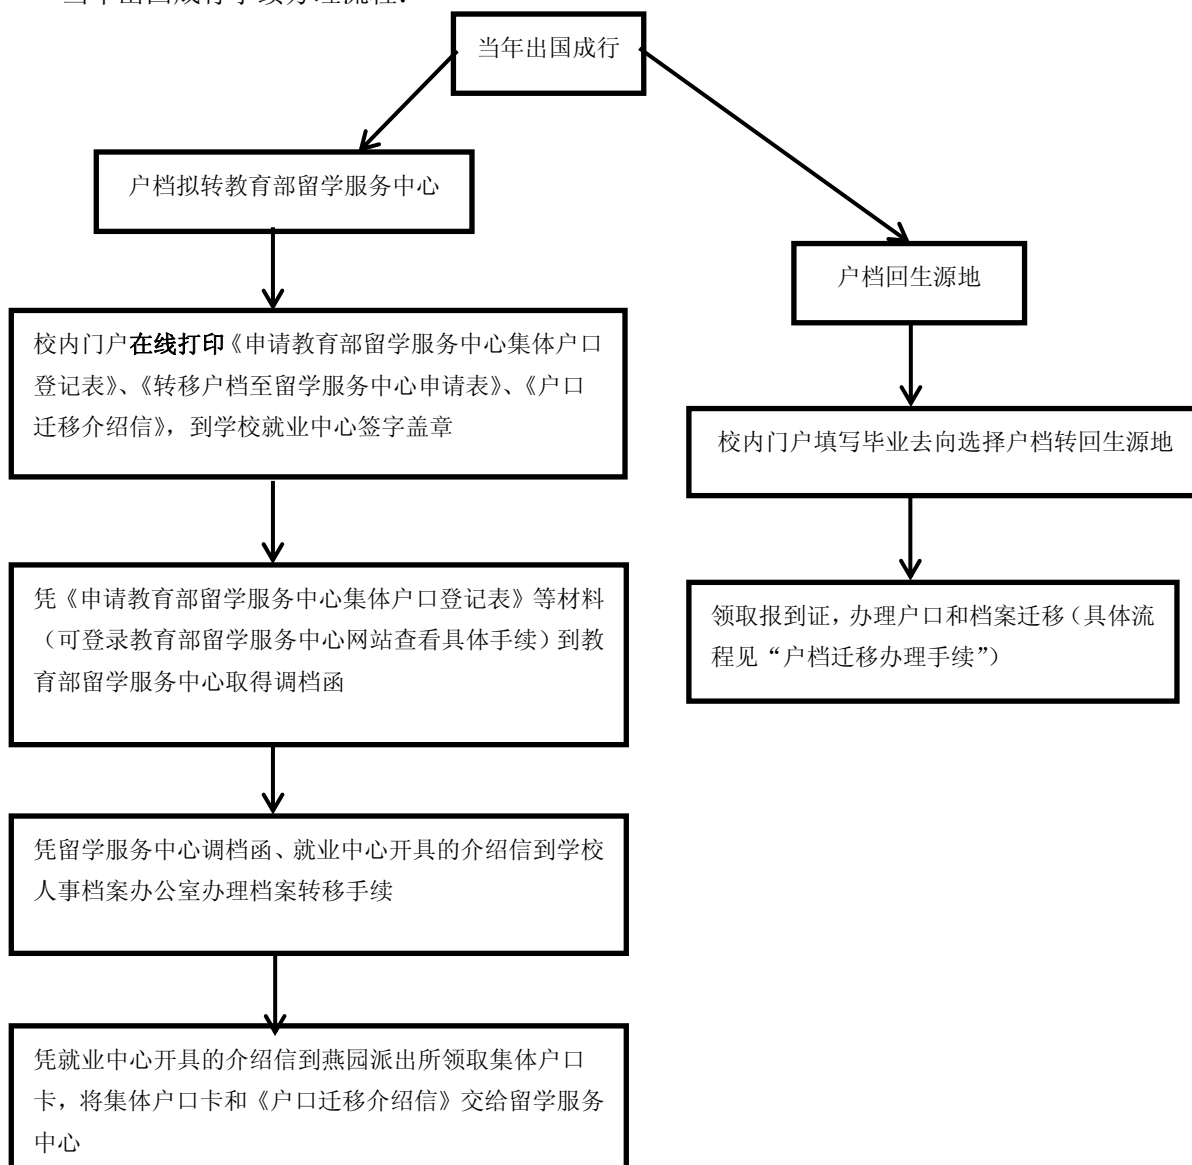 当年出国成行手续办理流程：
当年出国成行
户档拟转教育部留学服务中心
户档回生源地
校内门户在线打印《申请教育部留学服务中心集体户口
登记表》、《转移户档至留学服务中心申请表》、《户口
迁移介绍信》，到学校就业中心签字盖章
校内门户填写毕业去向选择户档转回生源地
凭《申请教育部留学服务中心集体户口登记表》等材料
（可登录教育部留学服务中心网站查看具体手续）到教
育部留学服务中心取得调档函
领取报到证，办理户口和档案迁移（具体流
程见“户档迁移办理手续”）
凭留学服务中心调档函、就业中心开具的介绍信到学校
人事档案办公室办理档案转移手续
凭就业中心开具的介绍信到燕园派出所领取集体户口
卡，将集体户口卡和《户口迁移介绍信》交给留学服务
中心